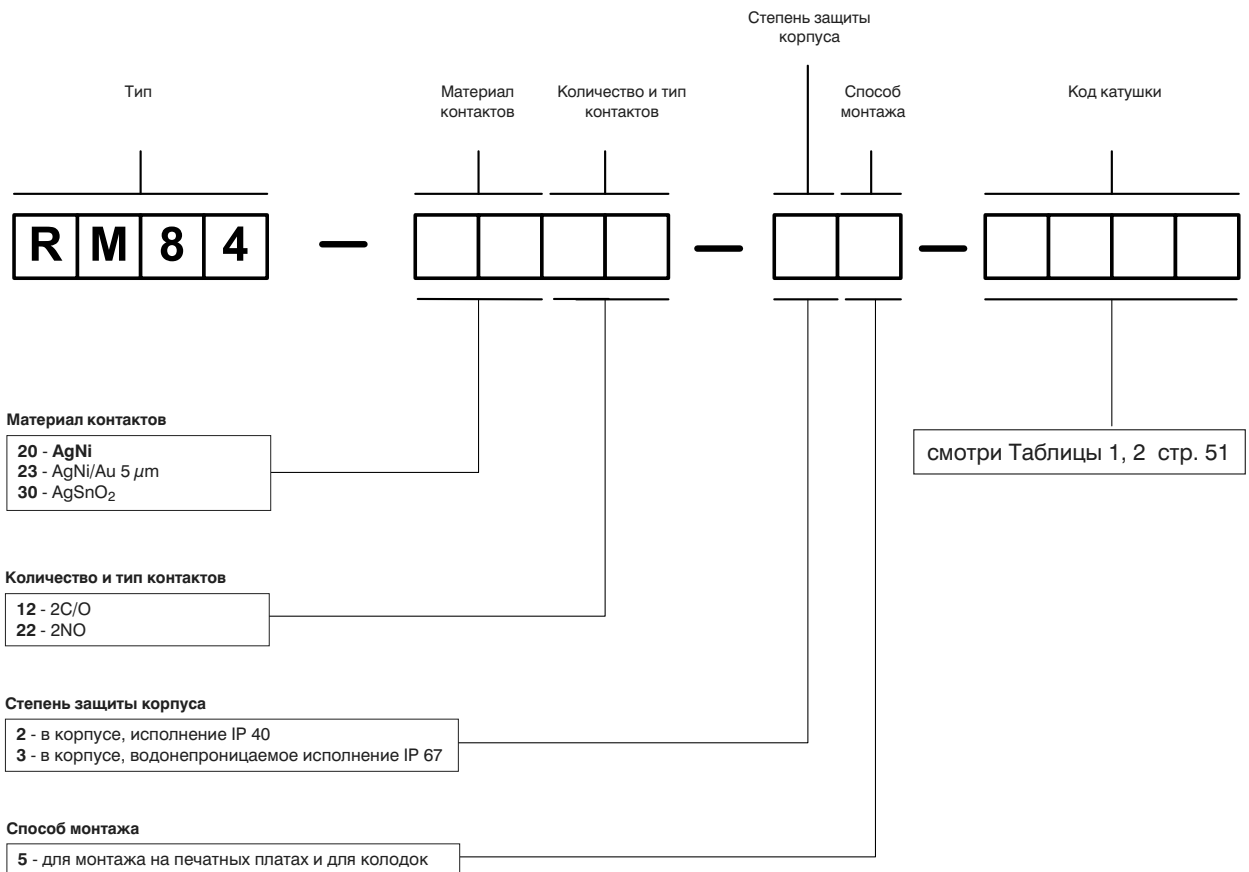 Степень защиты
корпуса
Тип
Материал
контактов
Количество и тип
контактов
Способ
монтажа
Код катушки
RM84 — — —
Материал контактов
20 - AgNi
23 - AgNi/Au 5 µm
30 - AgSnO₂
смотри Таблицы 1, 2 стр. 51
Количество и тип контактов
12 - 2C/O
22 - 2NO
Степень защиты корпуса
2 - в корпусе, исполнение IP 40
3 - в корпусе, водонепроницаемое исполнение IP 67
Способ монтажа
5 - для монтажа на печатных платах и для колодок